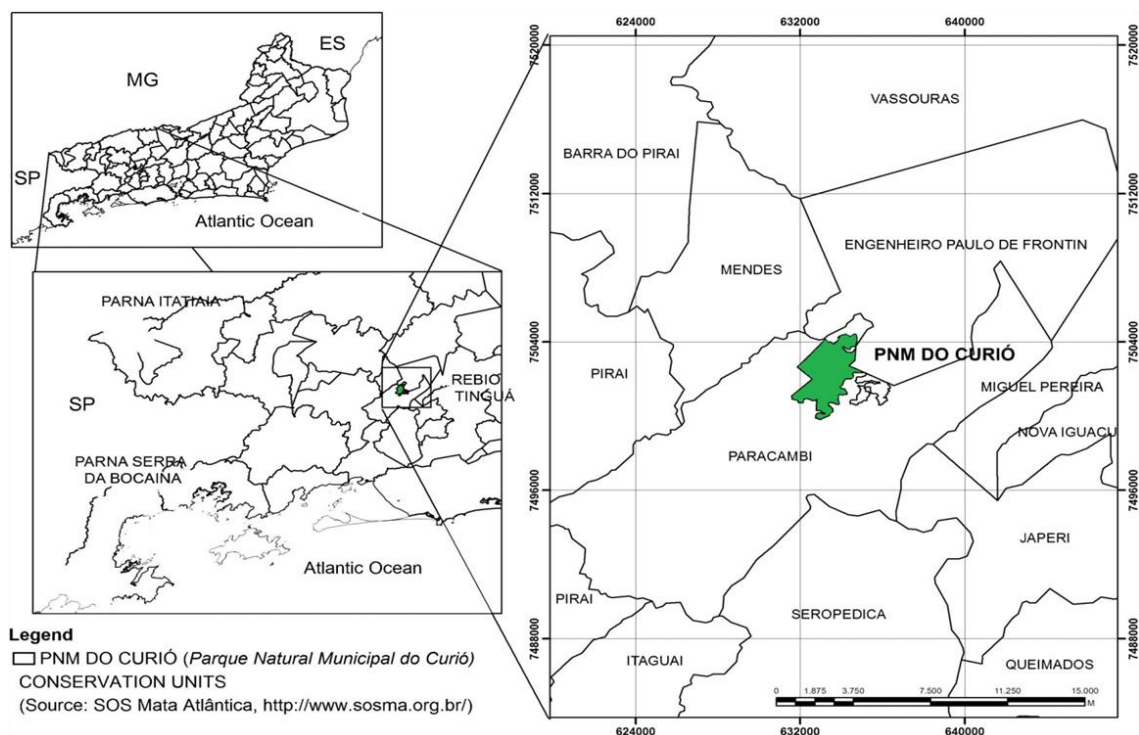 ES
MG
SP
Atlantic Ocean
PARNA ITATIAIA
REBIO
TINGUÁ
SP
PARNA SERRA
DA BOCAINA
Atlantic Ocean
Legend
PNM DO CURIÓ (Parque Natural Municipal do Curió)
CONSERVATION UNITS
(Source: SOS Mata Atlântica, http://www.sosma.org.br/)
624000
632000
640000
7520000
7520000
VASSOURAS
BARRA DO PIRAI
7512000
7512000
ENGENHEIRO PAULO DE FRONTIN
MENDES
7504000
7504000
PNM DO CURIÓ
PIRAI
MIGUEL PEREIRA
NOVA IGUACU
PARACAMBI
7496000
7496000
JAPERI
PIRAI
SEROPEDICA
7488000
7488000
ITAGUAI
QUEIMADOS
0 1.875 3.750 7.500 11.250 15.000
M
624000
632000
640000